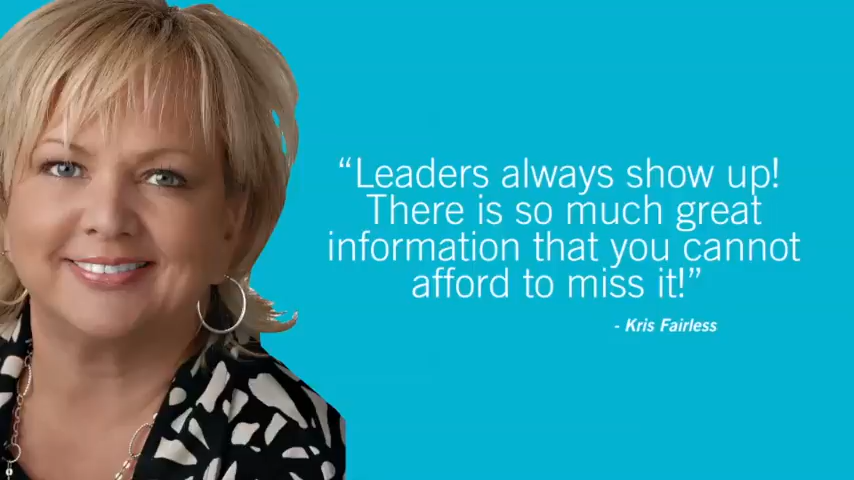 “Leaders always show up!
There is so much great
information that you cannot
afford to miss it!”
- Kris Fairless